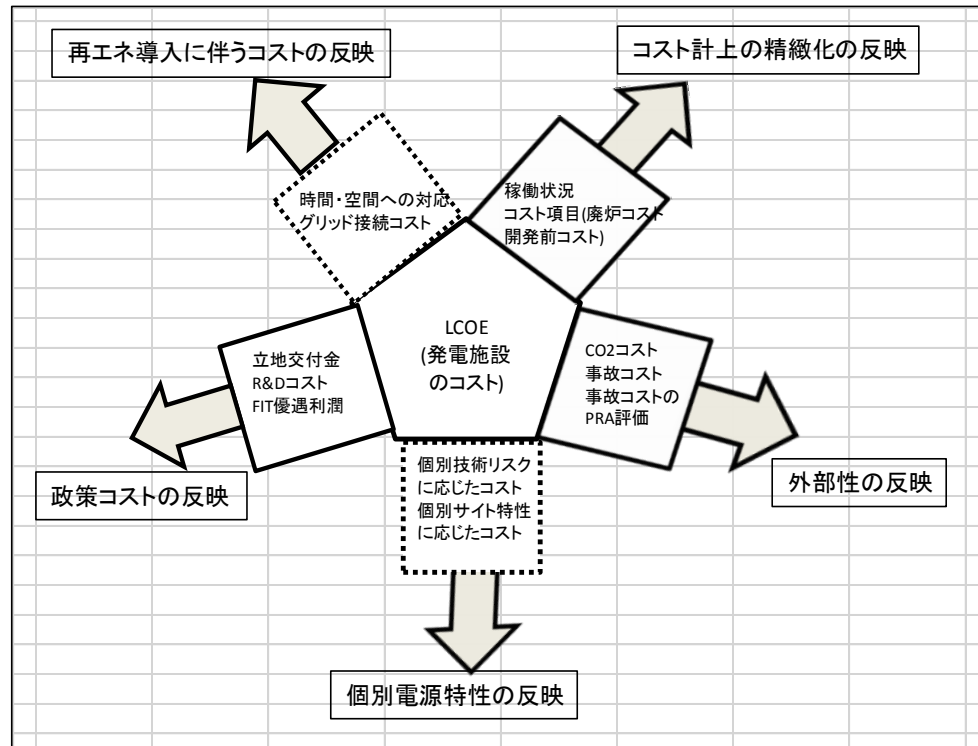 再エネ導入に伴うコストの反映
コスト計上の精緻化の反映
時間・空間への対応
グリッド接続コスト
稼働状況
コスト項目(廃炉コスト
開発前コスト)
LCOE
(発電施設
のコスト)
立地交付金
R&Dコスト
FIT優遇利潤
CO2コスト
事故コスト
事故コストの
PRA評価
個別技術リスク
に応じたコスト
個別サイト特性
に応じたコスト
政策コストの反映
外部性の反映
個別電源特性の反映